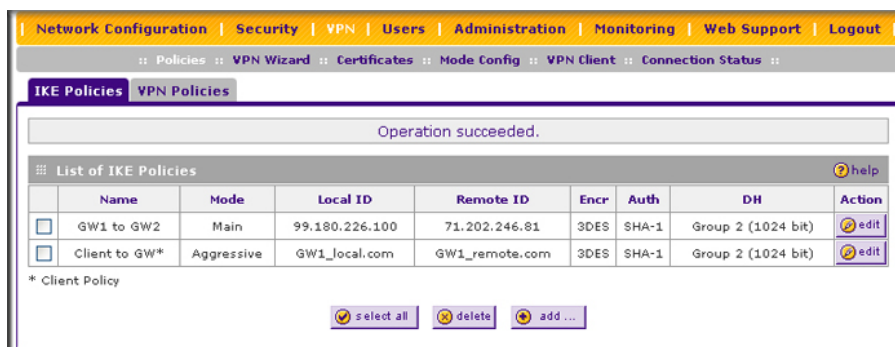 Network Configuration | Security | VPN | Users | Administration | Monitoring | Web Support | Logout
:: Policies :: VPN Wizard :: Certificates :: Mode Config :: VPN Client :: Connection Status ::
IKE Policies VPN Policies
Operation succeeded.
List of IKE Policies help
Name Mode Local ID Remote ID Encr Auth DH Action
GW1 to GW2 Main 99.180.226.100 71.202.246.81 3DES SHA-1 Group 2 (1024 bit) edit
Client to GW* Aggressive GW1_local.com GW1_remote.com 3DES SHA-1 Group 2 (1024 bit) edit
* Client Policy
select all delete add ...